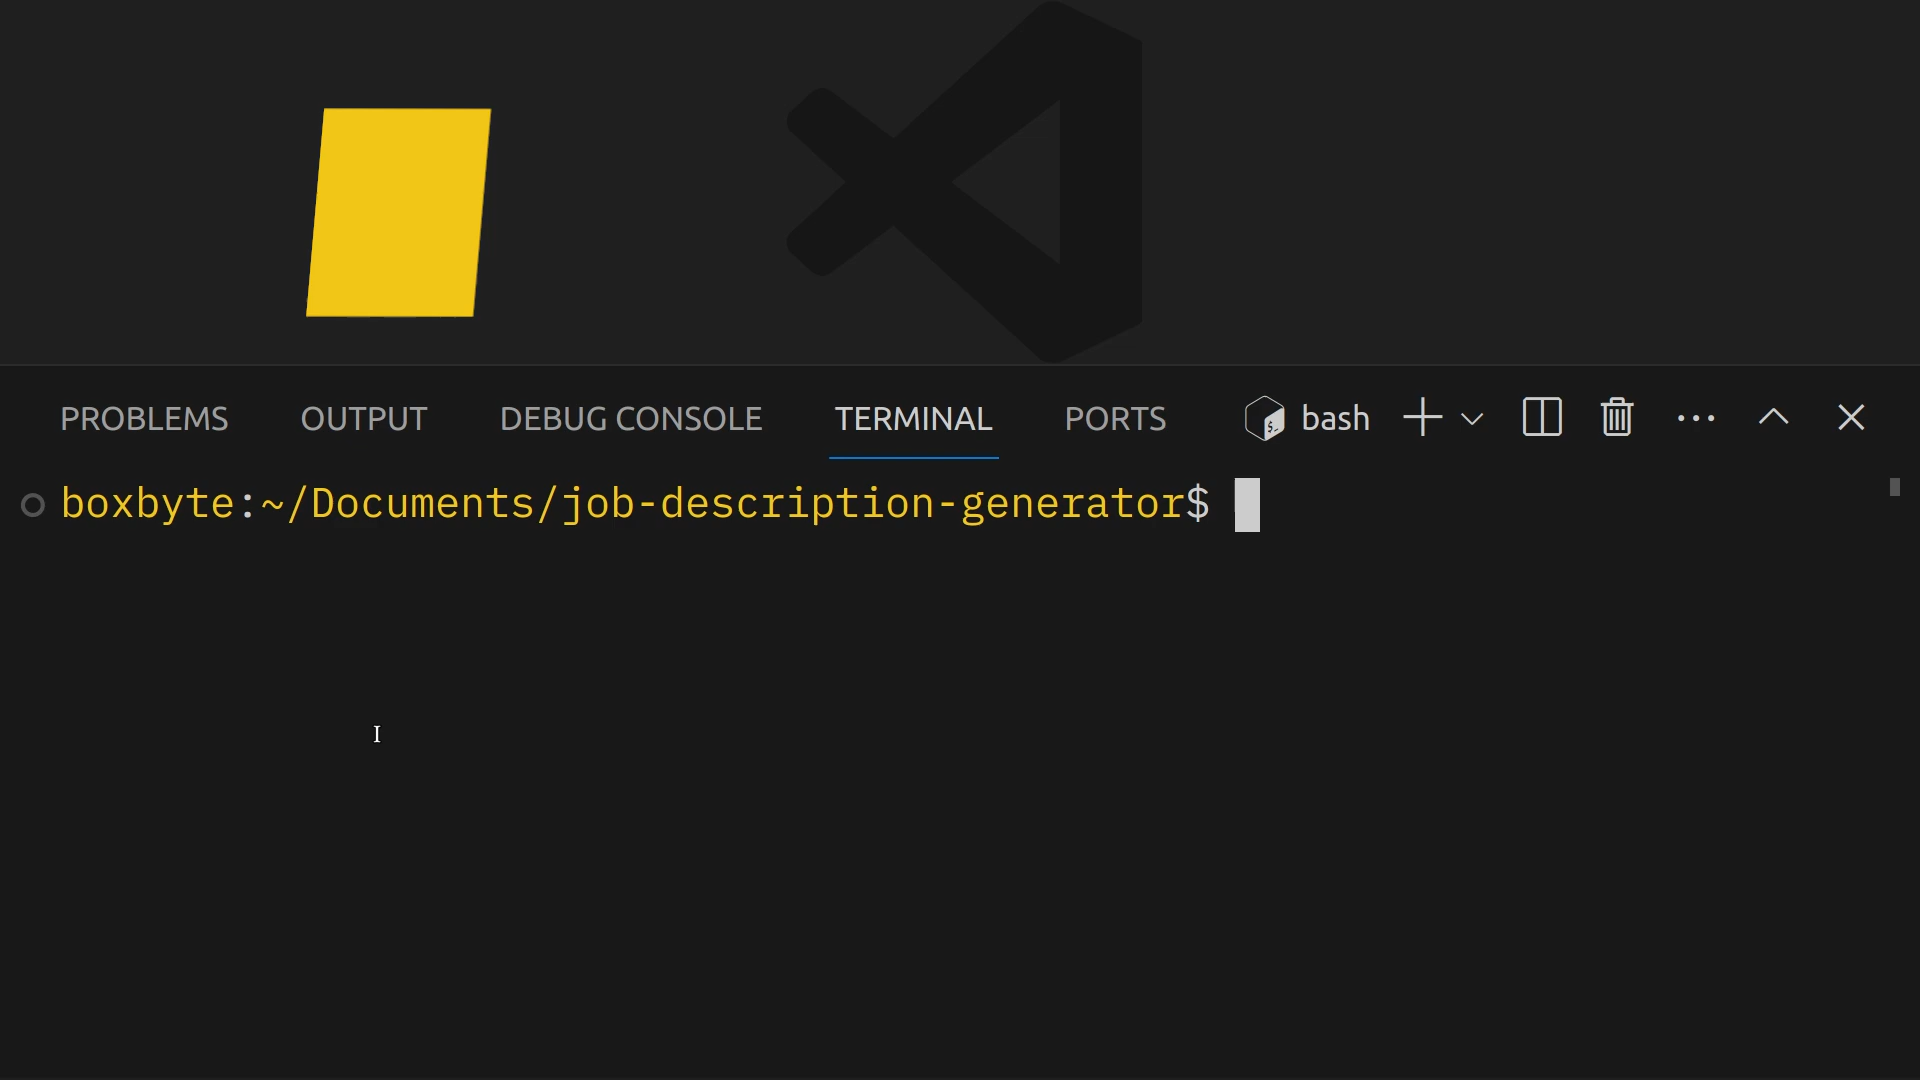 PROBLEMS OUTPUT DEBUG CONSOLE TERMINAL PORTS bash
boxbyte:~/Documents/job-description-generator$